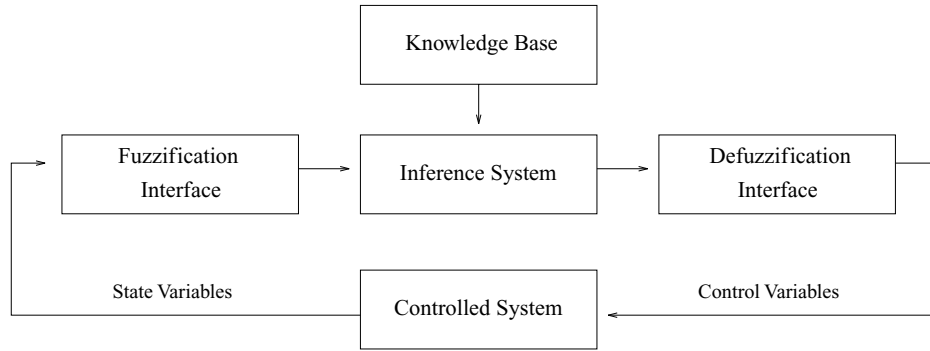 Knowledge Base
Fuzzification
Interface
Inference System
Defuzzification
Interface
State Variables
Controlled System
Control Variables